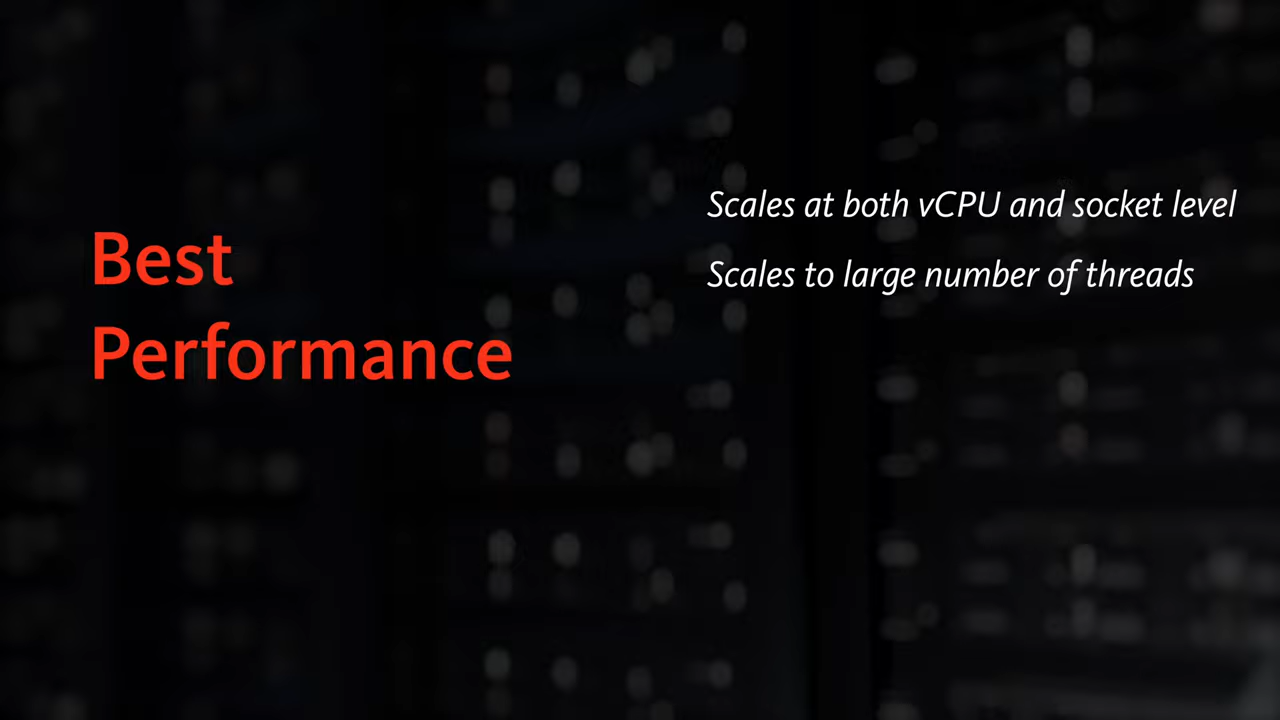 Best
Performance
Scales at both vCPU and socket level
Scales to large number of threads